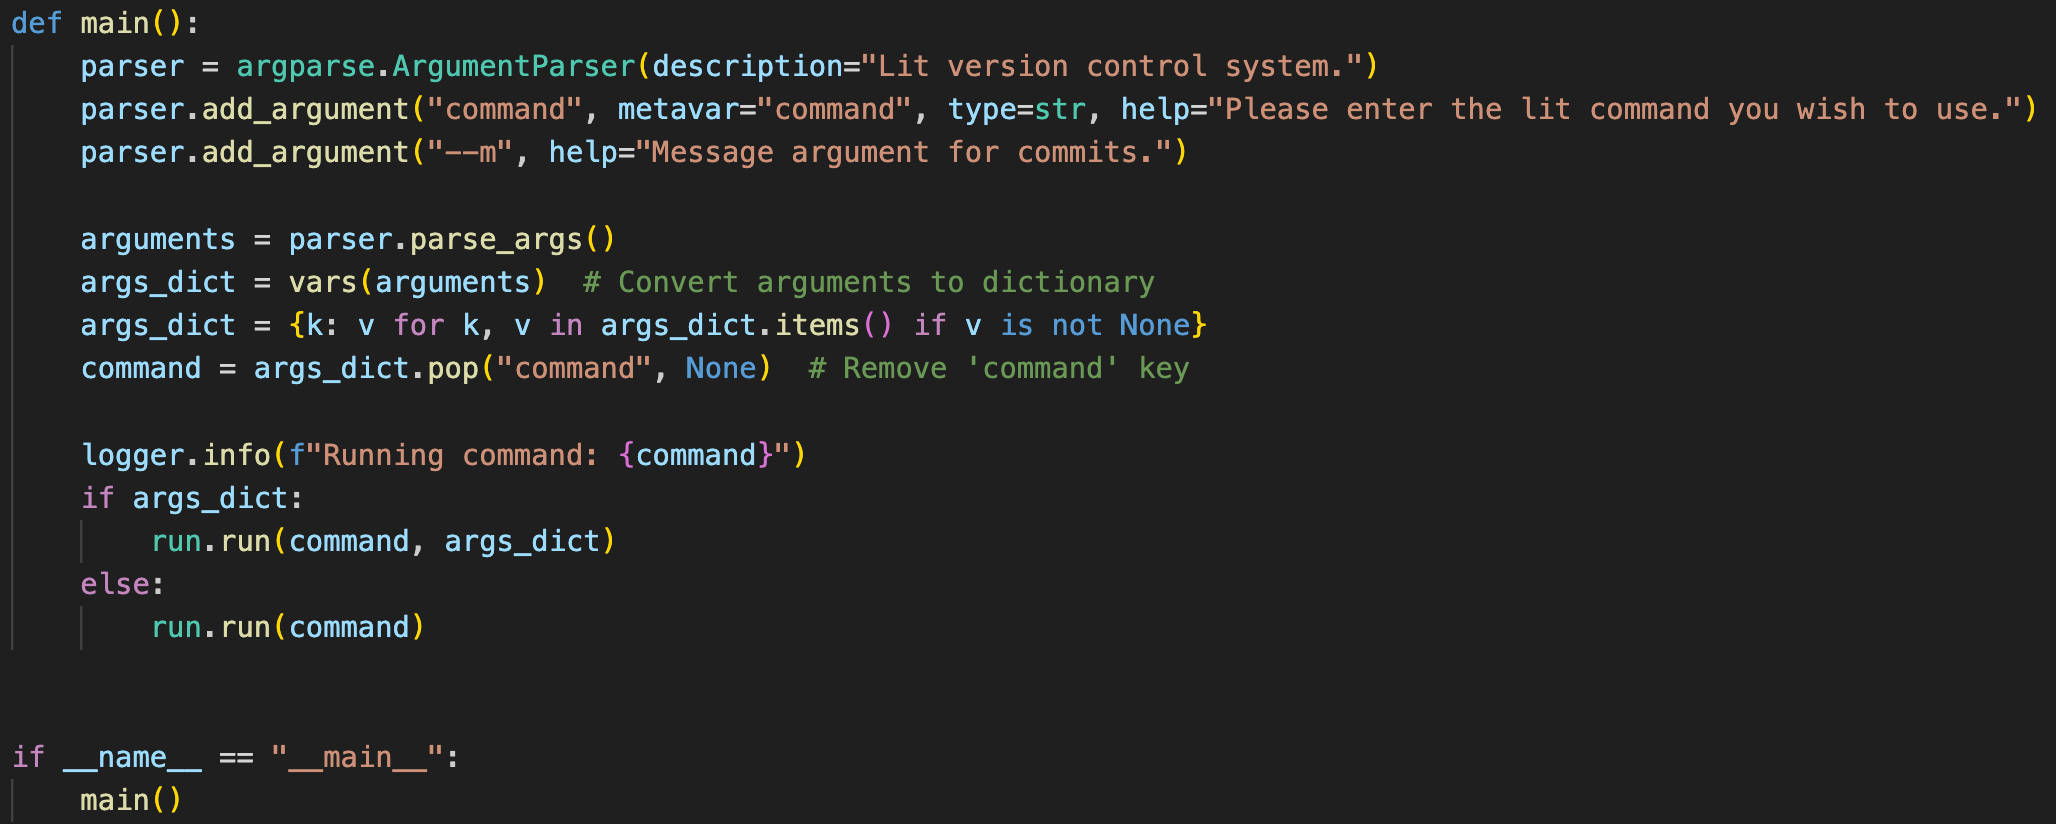 def main():
    parser = argparse.ArgumentParser(description="Lit version control system.")
    parser.add_argument("command", metavar="command", type=str, help="Please enter the lit command you wish to use.")
    parser.add_argument("--m", help="Message argument for commits.")

    arguments = parser.parse_args()
    args_dict = vars(arguments)  # Convert arguments to dictionary
    args_dict = {k: v for k, v in args_dict.items() if v is not None}
    command = args_dict.pop("command", None)  # Remove 'command' key

    logger.info(f"Running command: {command}")
    if args_dict:
        run.run(command, args_dict)
    else:
        run.run(command)


if __name__ == "__main__":
    main()